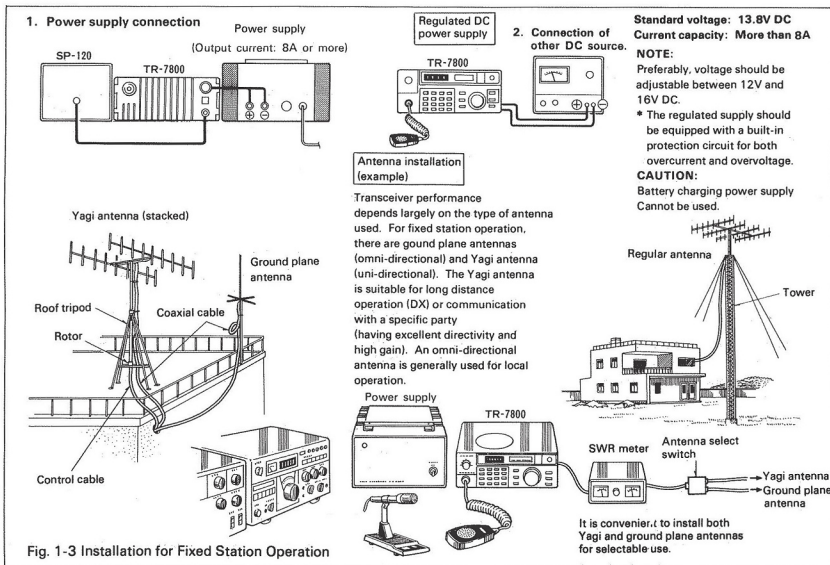 1. Power supply connection
Power supply
(Output current: 8A or more)
SP-120
TR-7800
Regulated DC
power supply
2. Connection of
other DC source.
TR-7800
Standard voltage: 13.8V DC
Current capacity: More than 8A
NOTE:
Preferably, voltage should be
adjustable between 12V and
16V DC.
* The regulated supply should
be equipped with a built-in
protection circuit for both
overcurrent and overvoltage.
CAUTION:
Battery charging power supply
Cannot be used.
Antenna installation
(example)
Transceiver performance
depends largely on the type of antenna
used. For fixed station operation,
there are gound plane antennas
(omni-directional) and Yagi antenna
(uni-directional). The Yagi antenna
is suitable for long distance
operation (DX) or communication
with a specific party
(having excellent directivity and
high gain). An omni-directional
antenna is generally used for local
operation.
Yagi antenna (stacked)
Ground plane
antenna
Roof tripod
Coaxial cable
Rotor
Control cable
Regular antenna
Tower
Power supply
TR-7800
SWR meter
Antenna select
switch
Yagi antenna
Ground plane
antenna
It is convenient to install both
Yagi and ground plane antennas
for selectable use.
Fig. 1-3 Installation for Fixed Station Operation